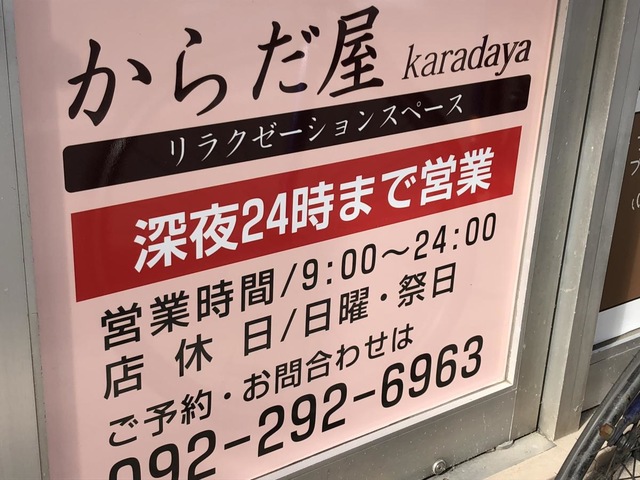 からだ屋 karadaya
リラクゼーションスペース
深夜24時まで営業
営業時間/9:00～24:00
店休日/日曜・祭日
ご予約・お問合わせは
092-292-6963